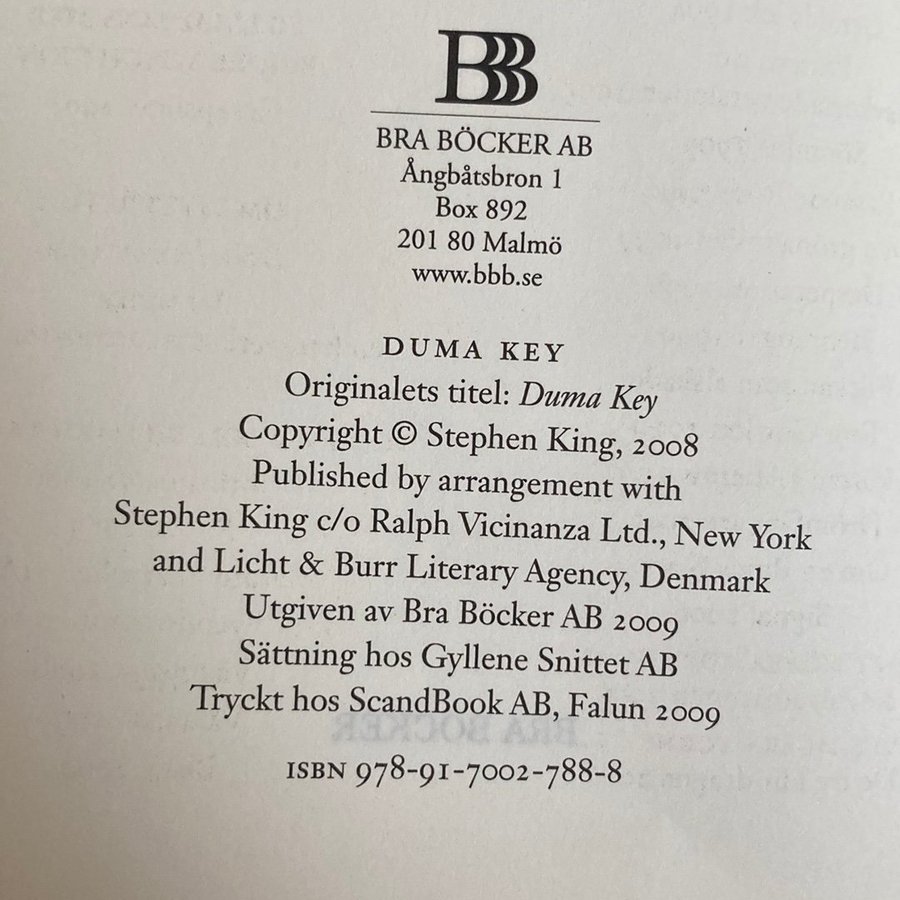 BBB
BRA BÖCKER AB
Ångbåtsbron 1
Box 892
201 80 Malmö
www.bbb.se
DUMA KEY
Originalets titel: Duma Key
Copyright © Stephen King, 2008
Published by arrangement with
Stephen King c/o Ralph Vicinanza Ltd., New York
and Licht & Burr Literary Agency, Denmark
Utgiven av Bra Böcker AB 2009
Sättning hos Gyllene Snittet AB
Tryckt hos ScandBook AB, Falun 2009
BRA BÖCKER
ISBN 978-91-7002-788-8